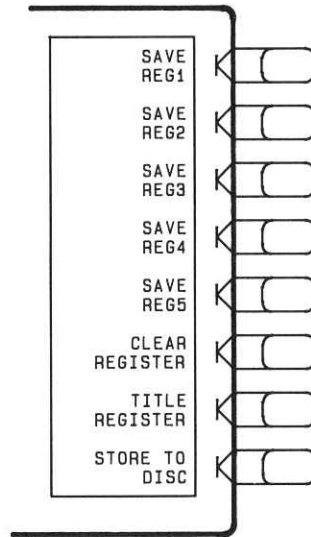 SAVE
REG1
SAVE
REG2
SAVE
REG3
SAVE
REG4
SAVE
REG5
CLEAR
REGISTER
TITLE
REGISTER
STORE TO
DISC